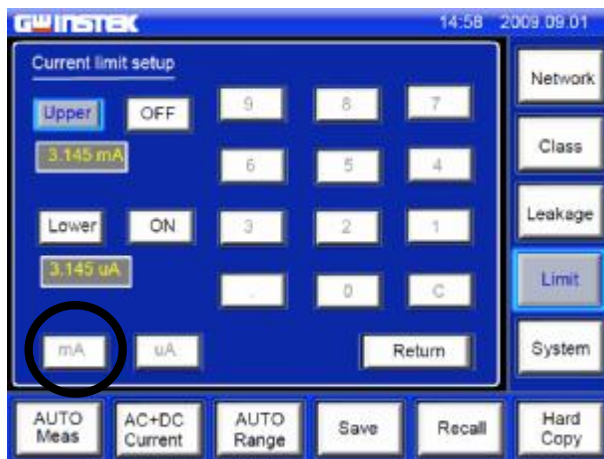 GWINSTEK 14:58 2009.09.01
Current limit setup
Upper OFF 9 8 7
3.145 mA
6 5 4
Lower ON 3 2 1
3.145 uA
. 0 C
mA uA Return
Network
Class
Leakage
Limit
System
AUTO Meas
AC+DC Current
AUTO Range
Save
Recall
Hard Copy